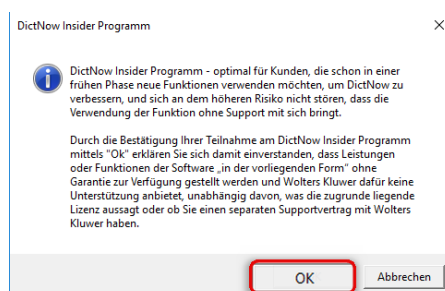 DictNow Insider Programm
DictNow Insider Programm - optimal für Kunden, die schon in einer
frühen Phase neue Funktionen verwenden möchten, um DictNow zu
verbessern, und sich an dem höheren Risiko nicht stören, dass die
Verwendung der Funktion ohne Support mit sich bringt.
Durch die Bestätigung Ihrer Teilnahme am DictNow Insider Programm
mittels "Ok" erklären Sie sich damit einverstanden, dass Leistungen
oder Funktionen der Software „in der vorliegenden Form" ohne
Garantie zur Verfügung gestellt werden und Wolters Kluwer dafür keine
Unterstützung anbietet, unabhängig davon, was die zugrunde liegende
Lizenz aussagt oder ob Sie einen separaten Supportvertrag mit Wolters
Kluwer haben.
OK Abbrechen